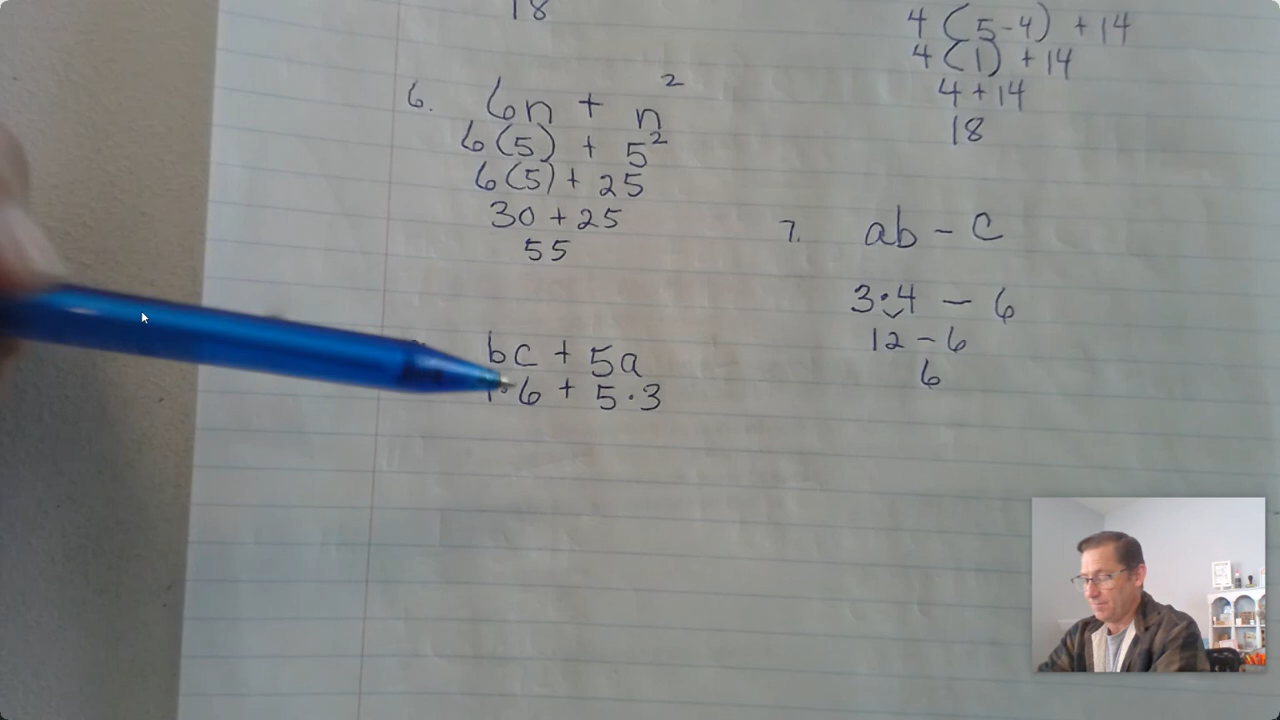 18
4 (5-4) + 14
4 (1) + 14
4 + 14
18
6. 6n + n²
6(5) + 5²
6(5) + 25
30 + 25
55
7. ab - c
3·4 - 6
12 - 6
6
bc + 5a
·6 + 5·3